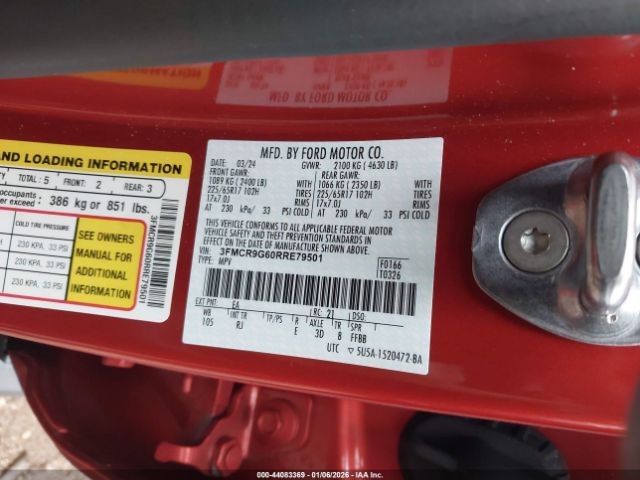 AND LOADING INFORMATION
TOTAL: 5 FRONT: 2 REAR: 3
occupants
er exceed : 386 kg or 851 lbs.
COLD TIRE PRESSURE
230 KPA, 33 PSI
230 KPA, 33 PSI
230 KPA, 33 PSI
SEE OWNERS
MANUAL FOR
ADDITIONAL
INFORMATION
3FMCR9G60RRE79501
MFD. BY FORD MOTOR CO.
DATE: 03/24 GVWR: 2100 KG ( 4630 LB)
FRONT GAWR: REAR GAWR:
1089 KG ( 2400 LB) WITH 1066 KG ( 2350 LB) WITH
225/65R17 102H TIRES 225/65R17 102H TIRES
17x7.0J RIMS 17x7.0J RIMS
AT 230 kPa/ 33 PSI COLD AT 230 kPa/ 33 PSI COLD
THIS VEHICLE CONFORMS TO ALL APPLICABLE FEDERAL MOTOR
VEHICLE SAFETY AND THEFT PREVENTION STANDARDS IN
EFFECT ON THE DATE OF MANUFACTURE SHOWN ABOVE.
VIN: 3FMCR9G60RRE79501
TYPE: MPV
F0166
T0326
EXT PNT: EA RC: 21 DSO:
WB INT TR TP/PS R AXLE TR SPR
105 RJ E 3D 8 FFBB
UTC ▽ 5U5A-1520472-BA
000-44083369 | 01/06/2026 - IAA Inc.